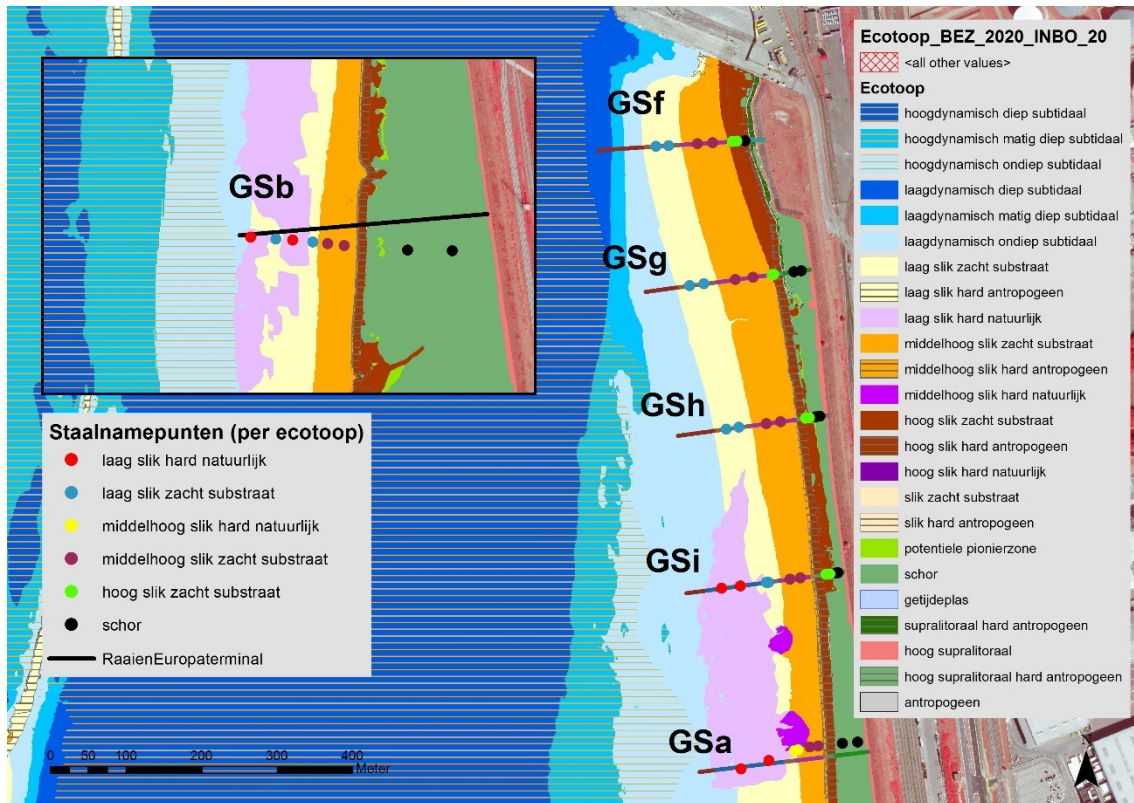 GSf
GSb
GSg
GSh
GSi
GSa
Staalnamepunten (per ecotoop)
laag slik hard natuurlijk
laag slik zacht substraat
middelhoog slik hard natuurlijk
middelhoog slik zacht substraat
hoog slik zacht substraat
schor
RaaienEuropaterminal
0 50 100 200 300 400
Meter
Ecotoop_BEZ_2020_INBO_20
<all other values>
Ecotoop
hoogdynamisch diep subtidaal
hoogdynamisch matig diep subtidaal
hoogdynamisch ondiep subtidaal
laagdynamisch diep subtidaal
laagdynamisch matig diep subtidaal
laagdynamisch ondiep subtidaal
laag slik zacht substraat
laag slik hard antropogeen
laag slik hard natuurlijk
middelhoog slik zacht substraat
middelhoog slik hard antropogeen
middelhoog slik hard natuurlijk
hoog slik zacht substraat
hoog slik hard antropogeen
hoog slik hard natuurlijk
slik zacht substraat
slik hard antropogeen
potentiele pionierzone
schor
getijdeplas
supralitoraal hard antropogeen
hoog supralitoraal
hoog supralitoraal hard antropogeen
antropogeen